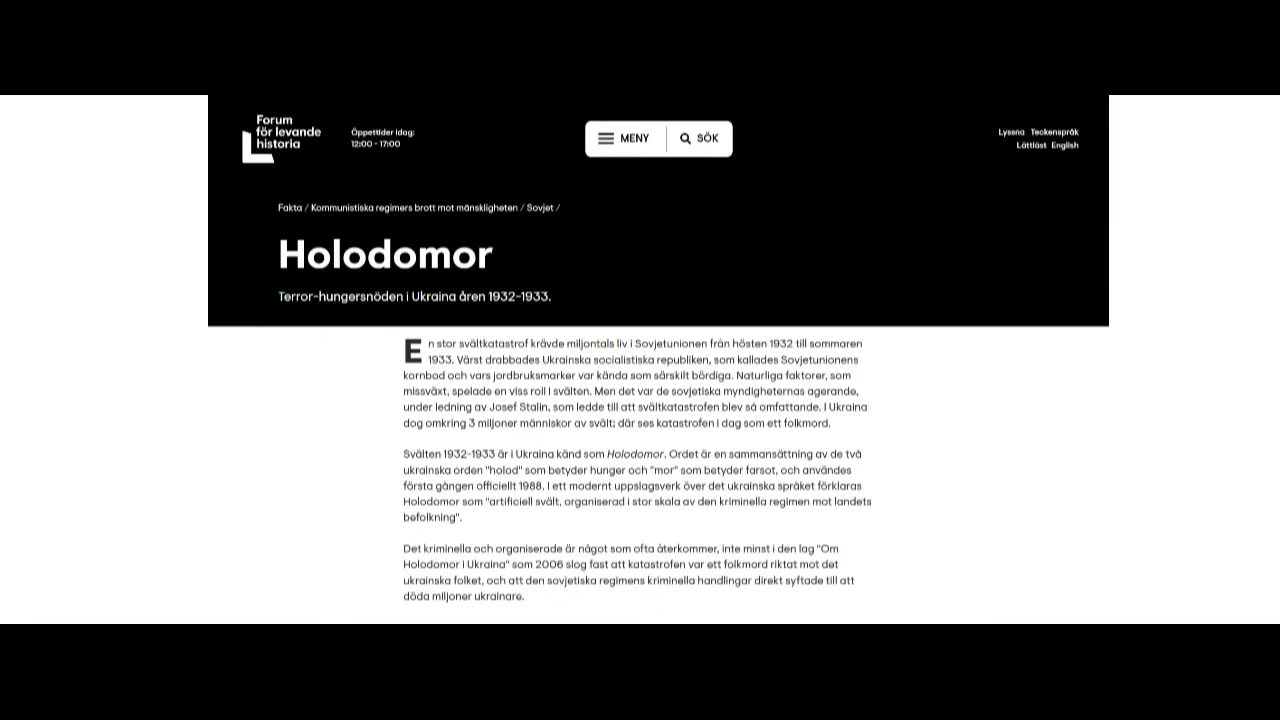 Forum
för levande
historia
Öppettider idag:
12:00 - 17:00
MENY
SÖK
Lyssna Teckenspråk
Lättläst English
Fakta / Kommunistiska regimers brott mot mänskligheten / Sovjet /
Holodomor
Terror-hungersnöden i Ukraina åren 1932-1933.
En stor svältkatastrof krävde miljontals liv i Sovjetunionen från hösten 1932 till sommaren
1933. Värst drabbades Ukrainska socialistiska republiken, som kallades Sovjetunionens
kornbod och vars jordbruksmarker var kända som särskilt bördiga. Naturliga faktorer, som
missväxt, spelade en viss roll i svälten. Men det var de sovjetiska myndigheternas agerande,
under ledning av Josef Stalin, som ledde till att svältkatastrofen blev så omfattande. I Ukraina
dog omkring 3 miljoner människor av svält; där ses katastrofen i dag som ett folkmord.
Svälten 1932-1933 är i Ukraina känd som Holodomor. Ordet är en sammansättning av de två
ukrainska orden "holod" som betyder hunger och "mor" som betyder farsot, och användes
första gången officiellt 1988. I ett modernt uppslagsverk över det ukrainska språket förklaras
Holodomor som "artificiell svält, organiserad i stor skala av den kriminella regimen mot landets
befolkning".
Det kriminella och organiserade är något som ofta återkommer, inte minst i den lag "Om
Holodomor i Ukraina" som 2006 slog fast att katastrofen var ett folkmord riktat mot det
ukrainska folket, och att den sovjetiska regimens kriminella handlingar direkt syftade till att
döda miljoner ukrainare.